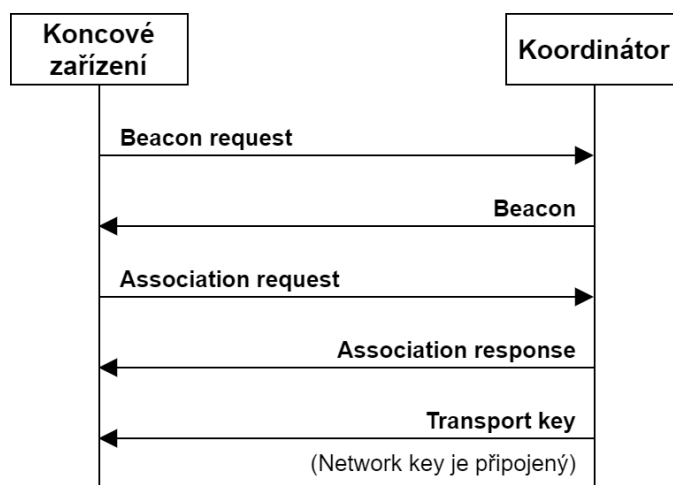 Koncové
zařízení
Koordinátor
Beacon request
Beacon
Association request
Association response
Transport key
(Network key je připojený)